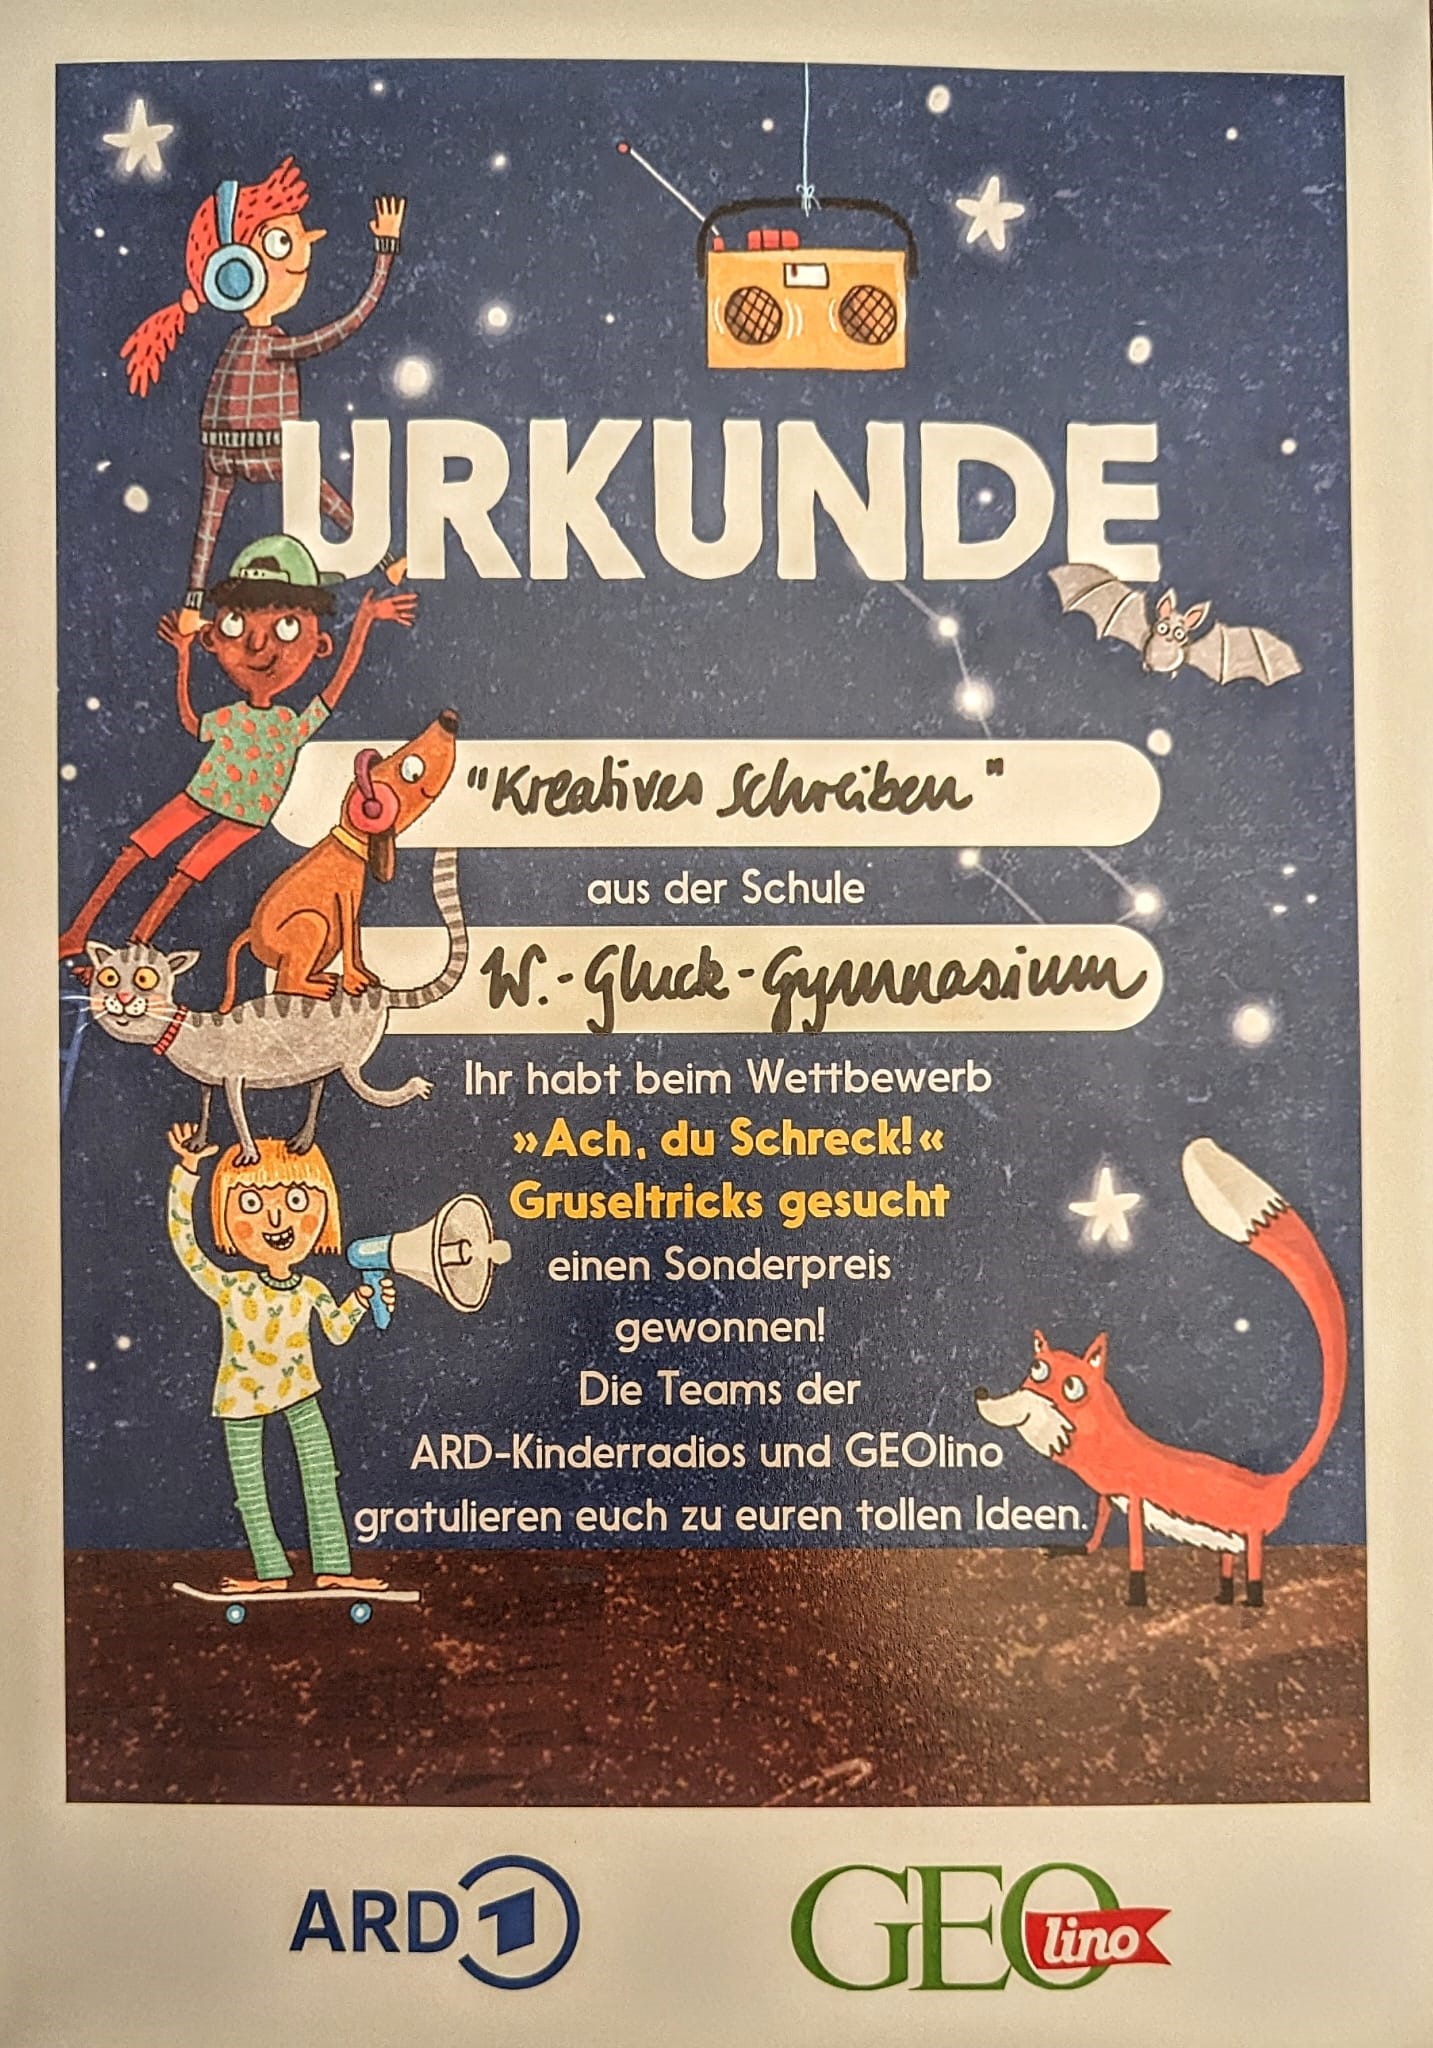 URKUNDE
"Kreatives Schreiben"
aus der Schule
W.-Gluck-Gymnasium
Ihr habt beim Wettbewerb
»Ach, du Schreck!«
Gruseltricks gesucht
einen Sonderpreis
gewonnen!
Die Teams der
ARD-Kinderradios und GEOlino
gratulieren euch zu euren tollen Ideen.
ARD 1
GEO lino